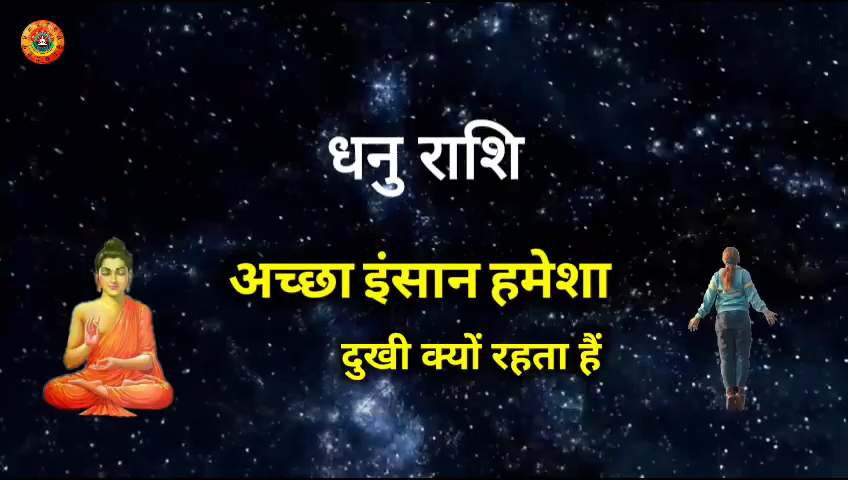 धनु राशि
अच्छा इंसान हमेशा
दुखी क्यों रहता हैं